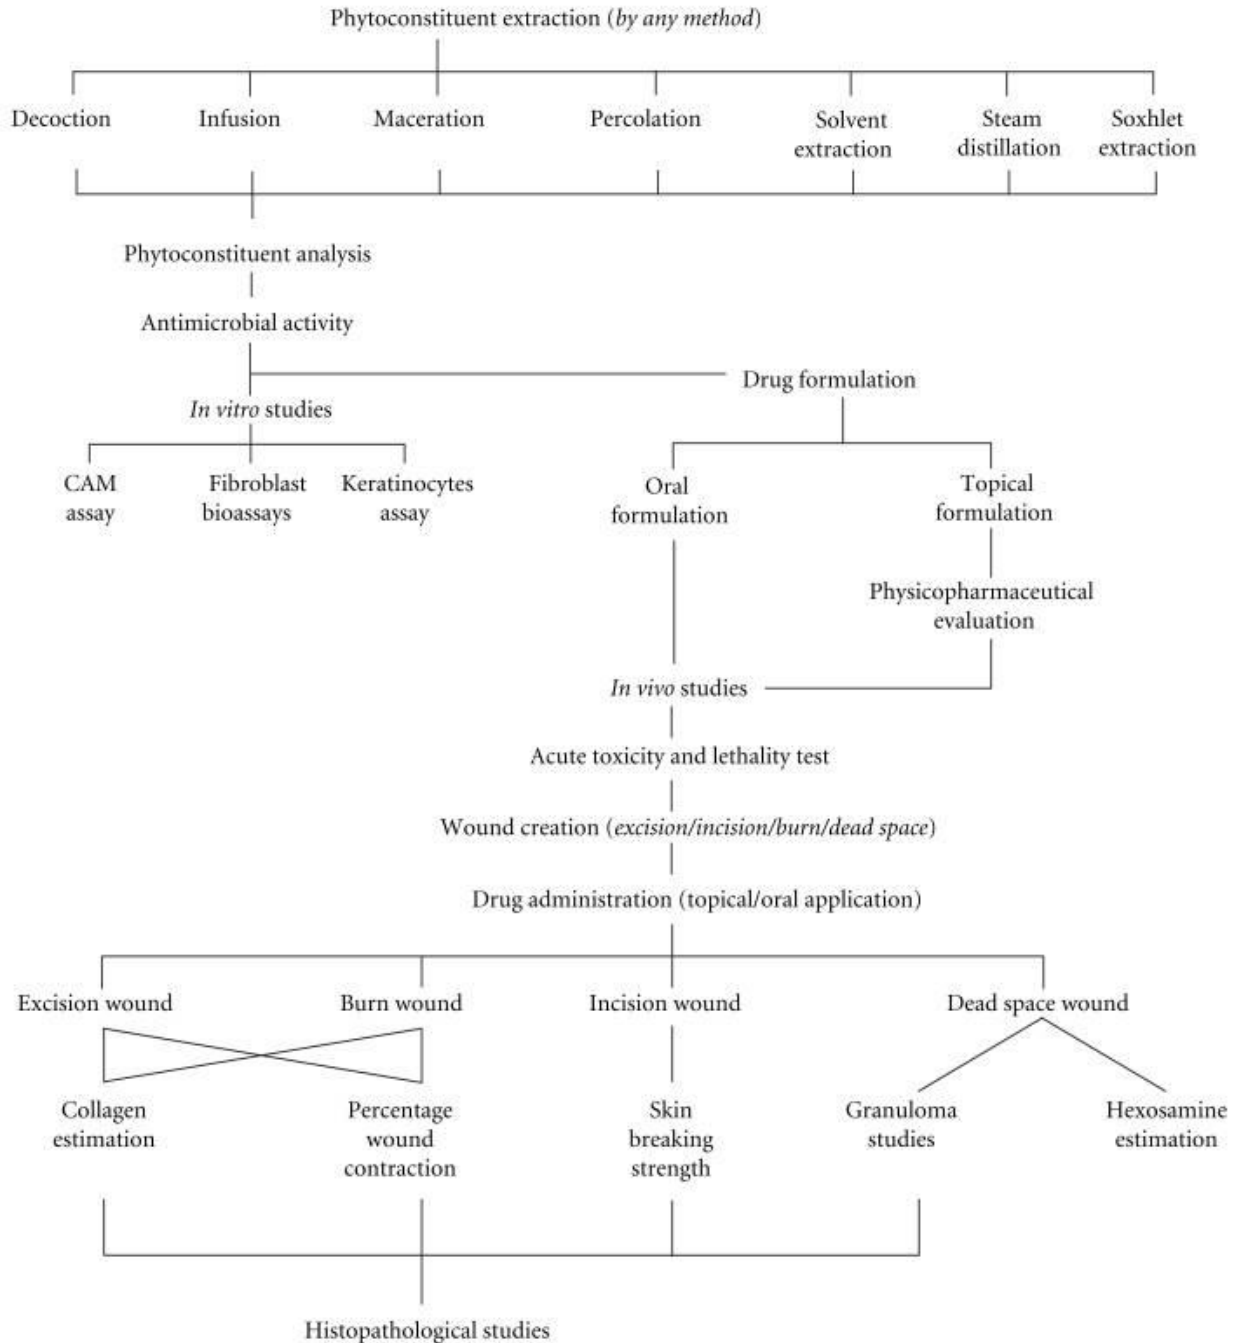 Phytoconstituent extraction (by any method)
Decoction
Infusion
Maceration
Percolation
Solvent
extraction
Steam
distillation
Soxhlet
extraction
Phytoconstituent analysis
Antimicrobial activity
Drug formulation
In vitro studies
CAM
assay
Fibroblast
bioassays
Keratinocytes
assay
Oral
formulation
Topical
formulation
Physicopharmaceutical
evaluation
In vivo studies
Acute toxicity and lethality test
Wound creation (excision/incision/burn/dead space)
Drug administration (topical/oral application)
Excision wound
Burn wound
Incision wound
Dead space wound
Collagen
estimation
Percentage
wound
contraction
Skin
breaking
strength
Granuloma
studies
Hexosamine
estimation
Histopathological studies